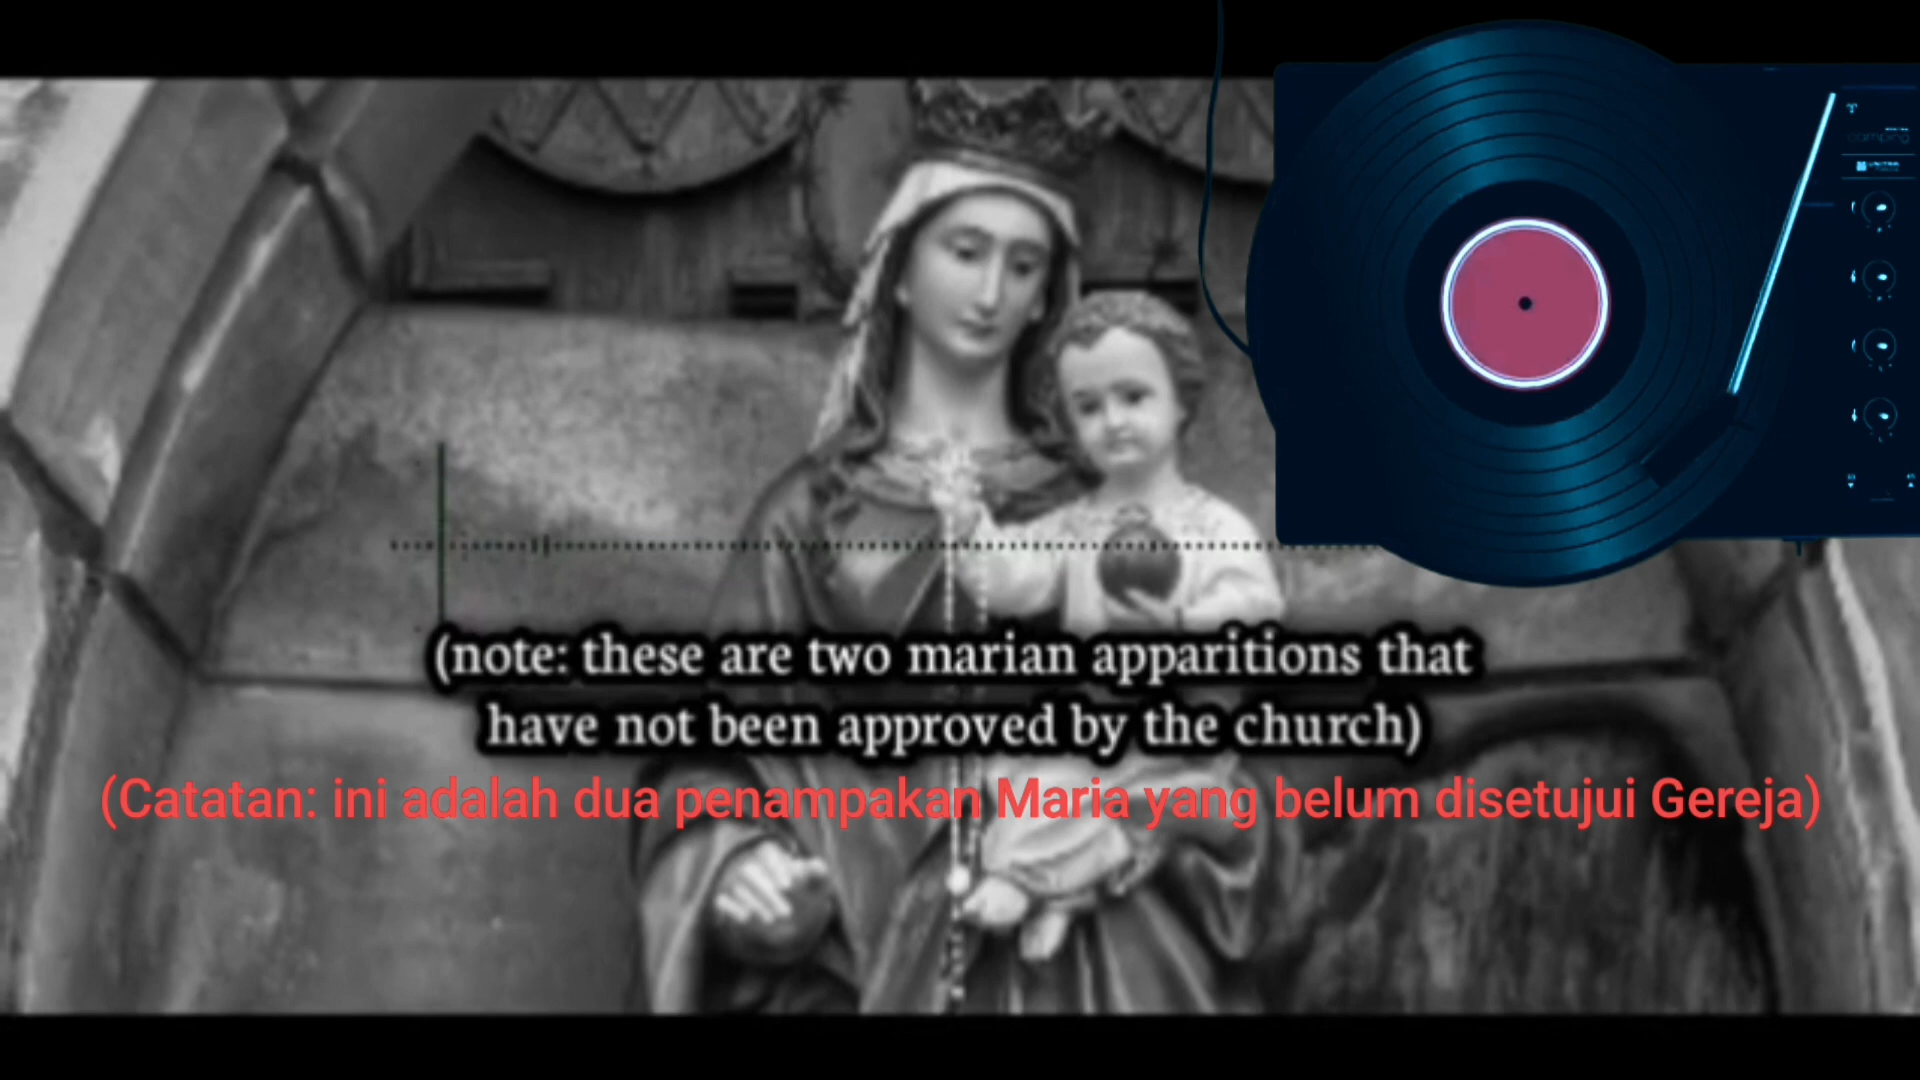 (note: these are two marian apparitions that
have not been approved by the church)
(Catatan: ini adalah dua penampakan Maria yang belum disetujui Gereja)